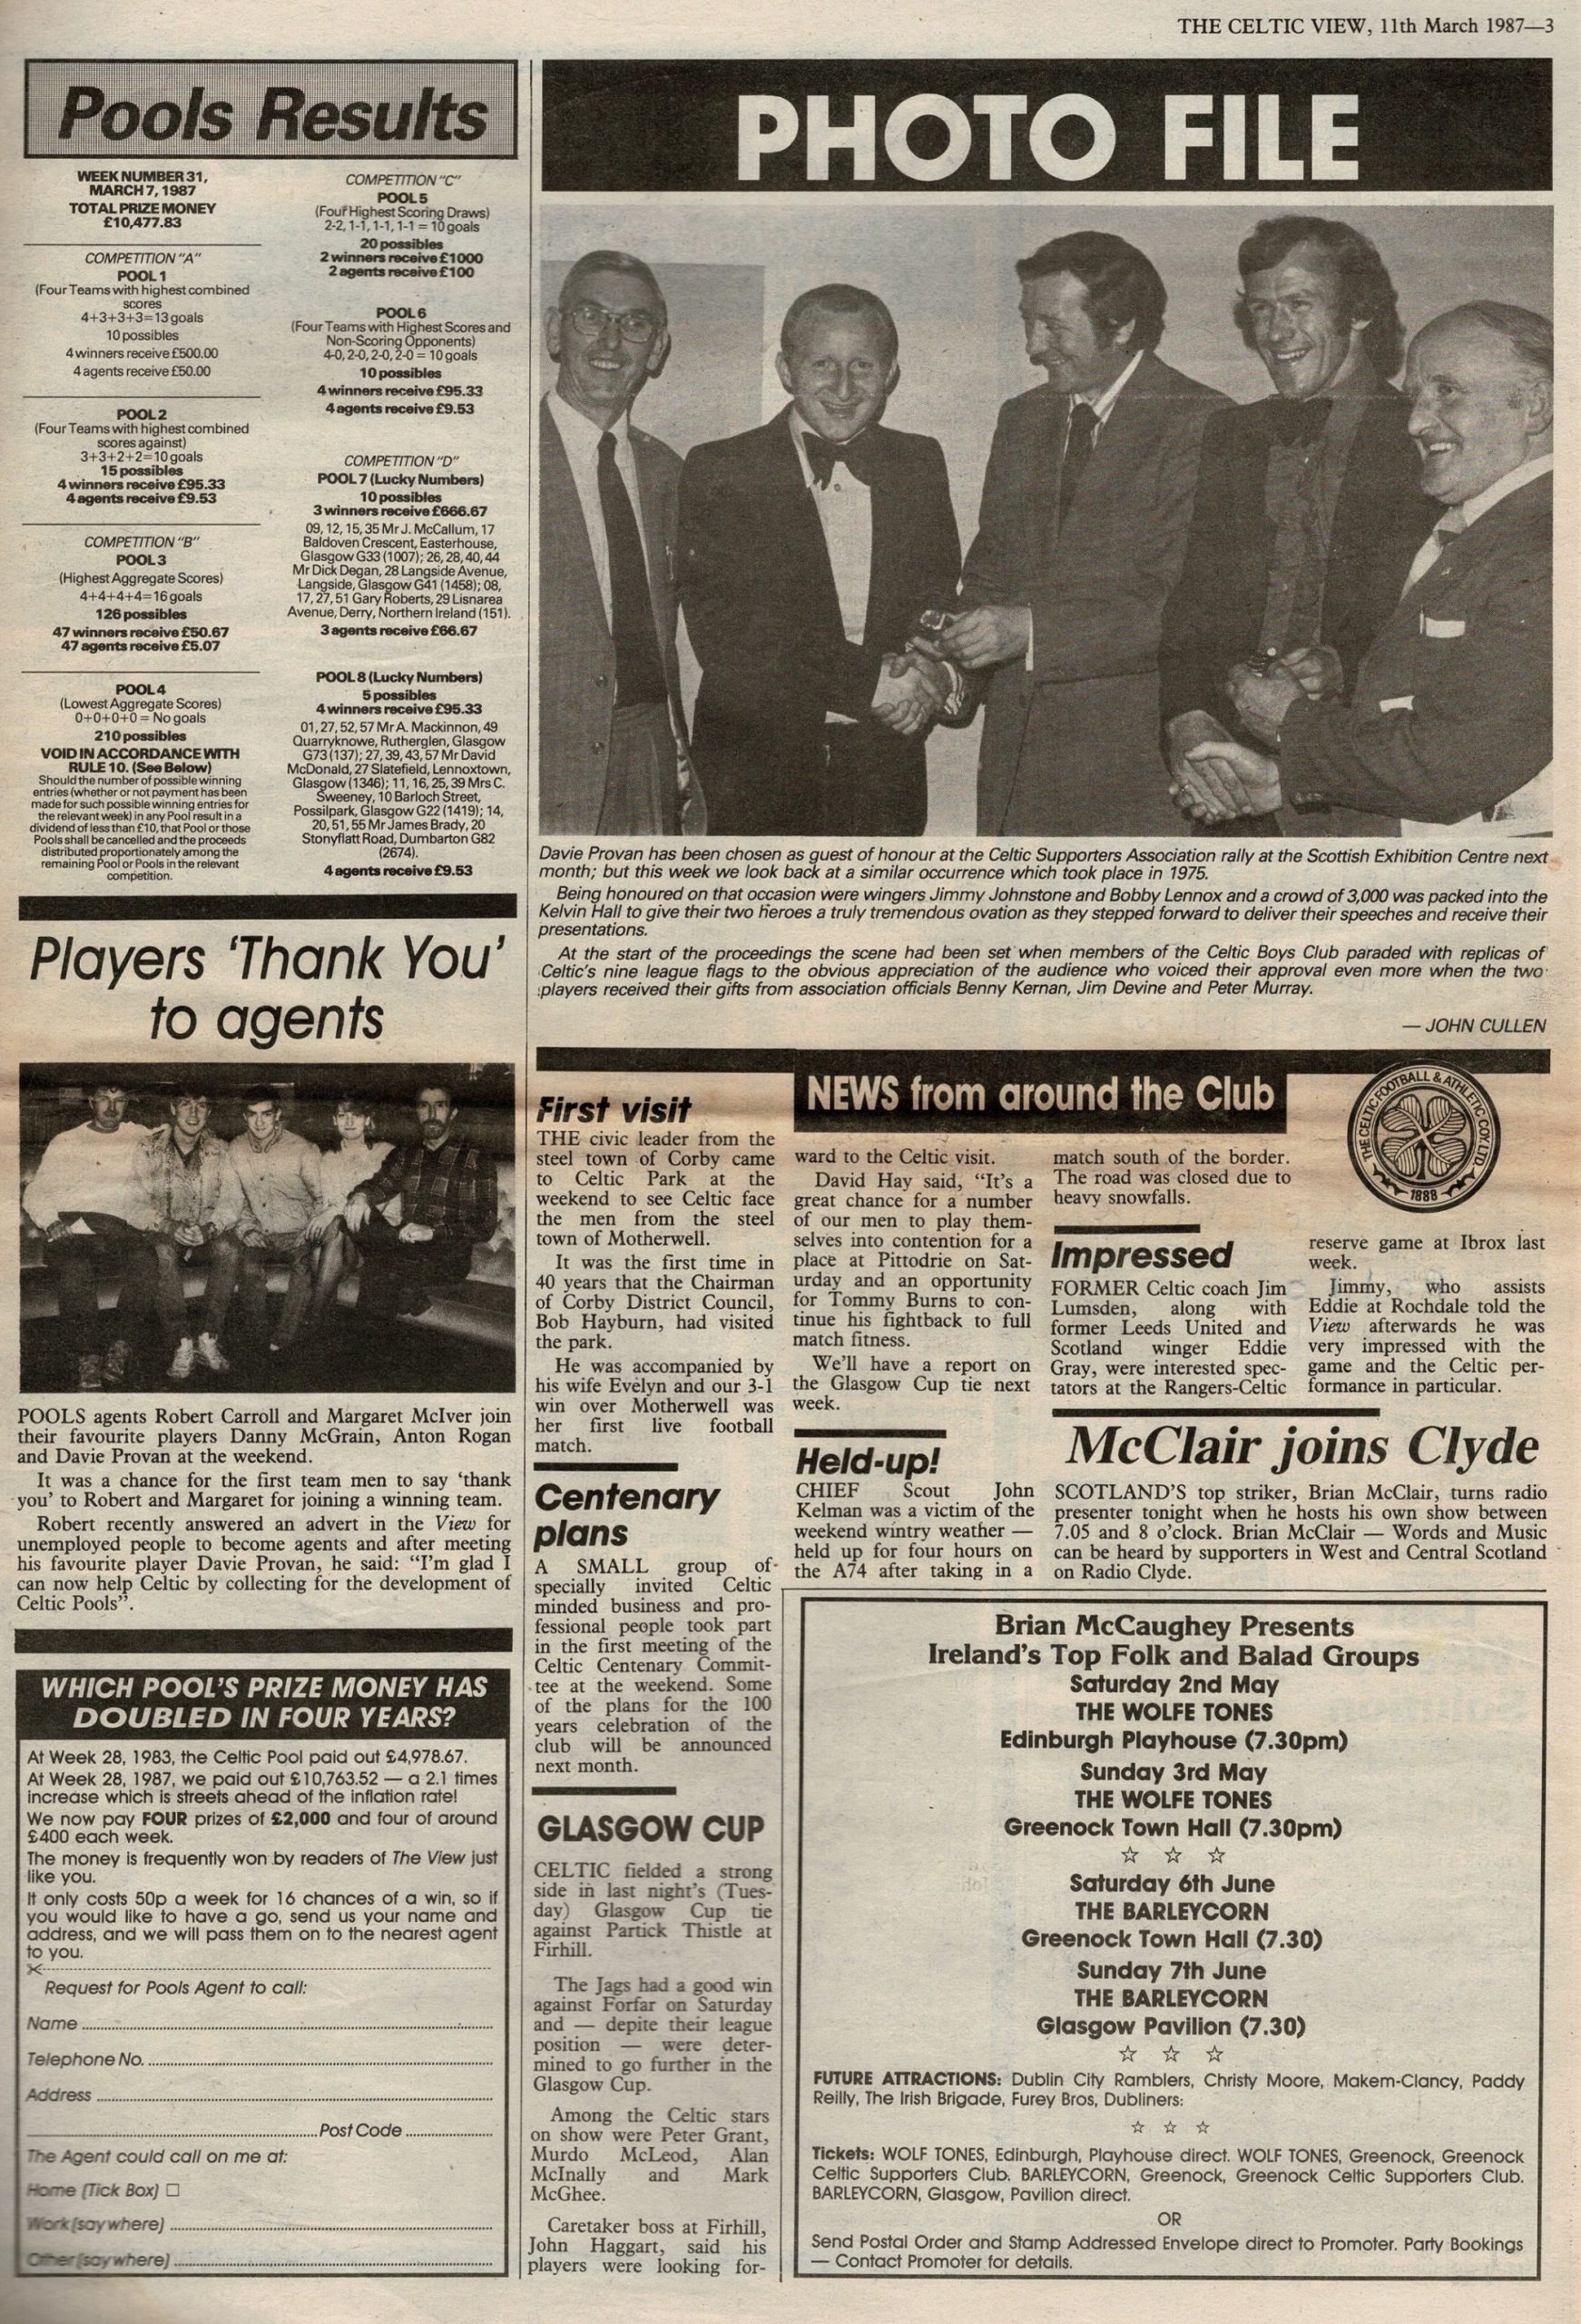 THE CELTIC VIEW, 11th March 1987—3
Pools Results
WEEK NUMBER 31,
MARCH 7, 1987
TOTAL PRIZE MONEY
£10,477.83
COMPETITION "A"
POOL 1
(Four Teams with highest combined
scores
4+3+3+3=13 goals
10 possibles
4 winners receive £500.00
4 agents receive £50.00
POOL 2
(Four Teams with highest combined
scores against)
3+3+2+2=10 goals
15 possibles
4 winners receive £95.33
4 agents receive £9.53
COMPETITION "B"
POOL 3
(Highest Aggregate Scores)
4+4+4+4=16 goals
126 possibles
47 winners receive £50.67
47 agents receive £5.07
POOL 4
(Lowest Aggregate Scores)
0+0+0+0 = No goals
210 possibles
VOID IN ACCORDANCE WITH
RULE 10. (See Below)
Should the number of possible winning
entries (whether or not payment has been
made for such possible winning entries for
the relevant week) in any Pool result in a
dividend of less than £10, that Pool or those
Pools shall be cancelled and the proceeds
distributed proportionately among the
remaining Pool or Pools in the relevant
competition.
COMPETITION "C"
POOL 5
(Four Highest Scoring Draws)
2-2, 1-1, 1-1, 1-1 = 10 goals
20 possibles
2 winners receive £1000
2 agents receive £100
POOL 6
(Four Teams with Highest Scores and
Non-Scoring Opponents)
4-0, 2-0, 2-0, 2-0 = 10 goals
10 possibles
4 winners receive £95.33
4 agents receive £9.53
COMPETITION "D"
POOL 7 (Lucky Numbers)
10 possibles
3 winners receive £666.67
09, 12, 15, 35 Mr J. McCallum, 17
Baldoven Crescent, Easterhouse,
Glasgow G33 (1007); 26, 28, 40, 44
Mr Dick Degan, 28 Langside Avenue,
Langside, Glasgow G41 (1458); 08,
17, 27, 51 Gary Roberts, 29 Lisnarea
Avenue, Derry, Northern Ireland (151).
3 agents receive £66.67
POOL 8 (Lucky Numbers)
5 possibles
4 winners receive £95.33
01, 27, 52, 57 Mr A. Mackinnon, 49
Quarryknowe, Rutherglen, Glasgow
G73 (137); 27, 39, 43, 57 Mr David
McDonald, 27 Slatefield, Lennoxtown,
Glasgow (1346); 11, 16, 25, 39 Mrs C.
Sweeney, 10 Barloch Street,
Possilpark, Glasgow G22 (1419); 14,
20, 51, 55 Mr James Brady, 20
Stonyflatt Road, Dumbarton G82
(2674).
4 agents receive £9.53
PHOTO FILE
Davie Provan has been chosen as guest of honour at the Celtic Supporters Association rally at the Scottish Exhibition Centre next
month; but this week we look back at a similar occurrence which took place in 1975.
Being honoured on that occasion were wingers Jimmy Johnstone and Bobby Lennox and a crowd of 3,000 was packed into the
Kelvin Hall to give their two heroes a truly tremendous ovation as they stepped forward to deliver their speeches and receive their
presentations.
At the start of the proceedings the scene had been set when members of the Celtic Boys Club paraded with replicas of
Celtic's nine league flags to the obvious appreciation of the audience who voiced their approval even more when the two
players received their gifts from association officials Benny Kernan, Jim Devine and Peter Murray.
— JOHN CULLEN
Players 'Thank You'
to agents
POOLS agents Robert Carroll and Margaret McIver join
their favourite players Danny McGrain, Anton Rogan
and Davie Provan at the weekend.
It was a chance for the first team men to say 'thank
you' to Robert and Margaret for joining a winning team.
Robert recently answered an advert in the View for
unemployed people to become agents and after meeting
his favourite player Davie Provan, he said: "I'm glad I
can now help Celtic by collecting for the development of
Celtic Pools".
WHICH POOL'S PRIZE MONEY HAS
DOUBLED IN FOUR YEARS?
At Week 28, 1983, the Celtic Pool paid out £4,978.67.
At Week 28, 1987, we paid out £10,763.52 — a 2.1 times
increase which is streets ahead of the inflation rate!
We now pay FOUR prizes of £2,000 and four of around
£400 each week.
The money is frequently won by readers of The View just
like you.
It only costs 50p a week for 16 chances of a win, so if
you would like to have a go, send us your name and
address, and we will pass them on to the nearest agent
to you.
Request for Pools Agent to call:
Name
Telephone No.
Address
Post Code
The Agent could call on me at:
Home (Tick Box) □
Work (say where)
Other (say where)
NEWS from around the Club
THE CELTIC FOOTBALL & ATHLETIC COY. LTD.
1888
First visit
THE civic leader from the
steel town of Corby came
to Celtic Park at the
weekend to see Celtic face
the men from the steel
town of Motherwell.
It was the first time in
40 years that the Chairman
of Corby District Council,
Bob Hayburn, had visited
the park.
He was accompanied by
his wife Evelyn and our 3-1
win over Motherwell was
her first live football
match.
Centenary
plans
A SMALL group of
specially invited Celtic
minded business and pro-
fessional people took part
in the first meeting of the
Celtic Centenary Commit-
tee at the weekend. Some
of the plans for the 100
years celebration of the
club will be announced
next month.
GLASGOW CUP
CELTIC fielded a strong
side in last night's (Tues-
day) Glasgow Cup tie
against Partick Thistle at
Firhill.
The Jags had a good win
against Forfar on Saturday
and — depite their league
position — were deter-
mined to go further in the
Glasgow Cup.
Among the Celtic stars
on show were Peter Grant,
Murdo McLeod, Alan
McInally and Mark
McGhee.
Caretaker boss at Firhill,
John Haggart, said his
players were looking for-
ward to the Celtic visit.
David Hay said, "It's a
great chance for a number
of our men to play them-
selves into contention for a
place at Pittodrie on Sat-
urday and an opportunity
for Tommy Burns to con-
tinue his fightback to full
match fitness.
We'll have a report on
the Glasgow Cup tie next
week.
Held-up!
CHIEF Scout John
Kelman was a victim of the
weekend wintry weather —
held up for four hours on
the A74 after taking in a
match south of the border.
The road was closed due to
heavy snowfalls.
Impressed
FORMER Celtic coach Jim
Lumsden, along with
former Leeds United and
Scotland winger Eddie
Gray, were interested spec-
tators at the Rangers-Celtic
reserve game at Ibrox last
week.
Jimmy, who assists
Eddie at Rochdale told the
View afterwards he was
very impressed with the
game and the Celtic per-
formance in particular.
McClair joins Clyde
SCOTLAND'S top striker, Brian McClair, turns radio
presenter tonight when he hosts his own show between
7.05 and 8 o'clock. Brian McClair — Words and Music
can be heard by supporters in West and Central Scotland
on Radio Clyde.
Brian McCaughey Presents
Ireland's Top Folk and Balad Groups
Saturday 2nd May
THE WOLFE TONES
Edinburgh Playhouse (7.30pm)
Sunday 3rd May
THE WOLFE TONES
Greenock Town Hall (7.30pm)
☆ ☆ ☆
Saturday 6th June
THE BARLEYCORN
Greenock Town Hall (7.30)
Sunday 7th June
THE BARLEYCORN
Glasgow Pavilion (7.30)
☆ ☆ ☆
FUTURE ATTRACTIONS: Dublin City Ramblers, Christy Moore, Makem-Clancy, Paddy
Reilly, The Irish Brigade, Furey Bros, Dubliners:
☆ ☆ ☆
Tickets: WOLF TONES, Edinburgh, Playhouse direct. WOLF TONES, Greenock, Greenock
Celtic Supporters Club. BARLEYCORN, Greenock, Greenock Celtic Supporters Club.
BARLEYCORN, Glasgow, Pavilion direct.
OR
Send Postal Order and Stamp Addressed Envelope direct to Promoter. Party Bookings
— Contact Promoter for details.